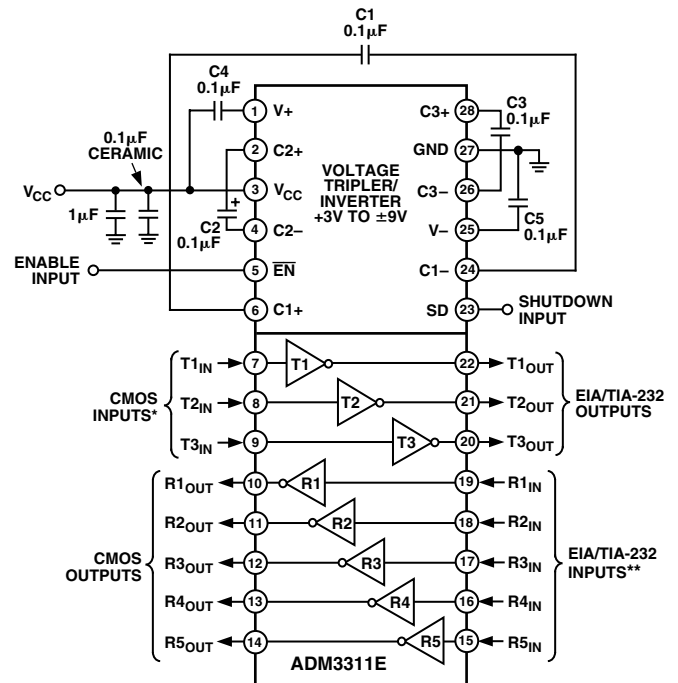 C1
0.1μF
C4
0.1μF
1
V+
C3+
28
C3
0.1μF
0.1μF
CERAMIC
2
C2+
GND
27
VOLTAGE
TRIPLER/
INVERTER
+3V TO ±9V
VCC
3
VCC
C3–
26
1μF
+
C2
0.1μF
4
C2–
V–
25
C5
0.1μF
ENABLE
INPUT
5
EN
C1–
24
6
C1+
SD
23
SHUTDOWN
INPUT
CMOS
INPUTS*
T1IN
7
T1
22
T1OUT
T2IN
8
T2
21
T2OUT
T3IN
9
T3
20
T3OUT
EIA/TIA-232
OUTPUTS
CMOS
OUTPUTS
R1OUT
10
R1
19
R1IN
R2OUT
11
R2
18
R2IN
R3OUT
12
R3
17
R3IN
R4OUT
13
R4
16
R4IN
R5OUT
14
R5
15
R5IN
EIA/TIA-232
INPUTS**
ADM3311E